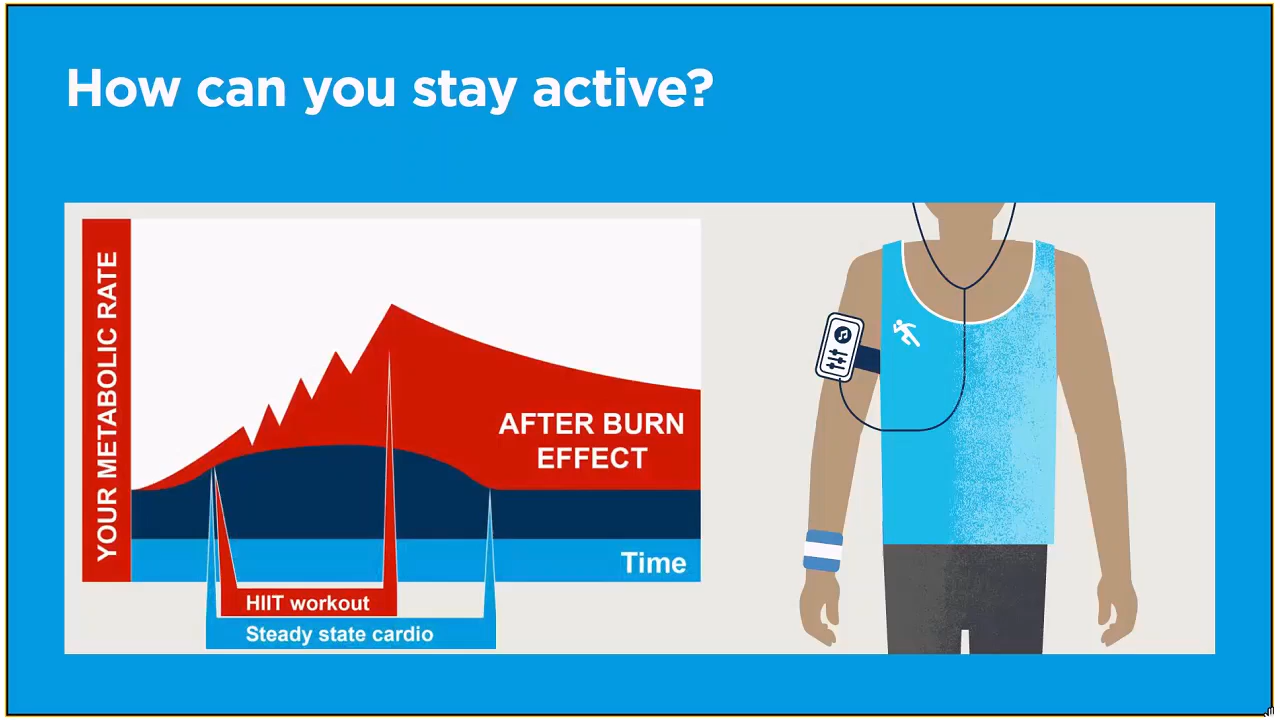 How can you stay active?
YOUR METABOLIC RATE
AFTER BURN
EFFECT
Time
HIIT workout
Steady state cardio